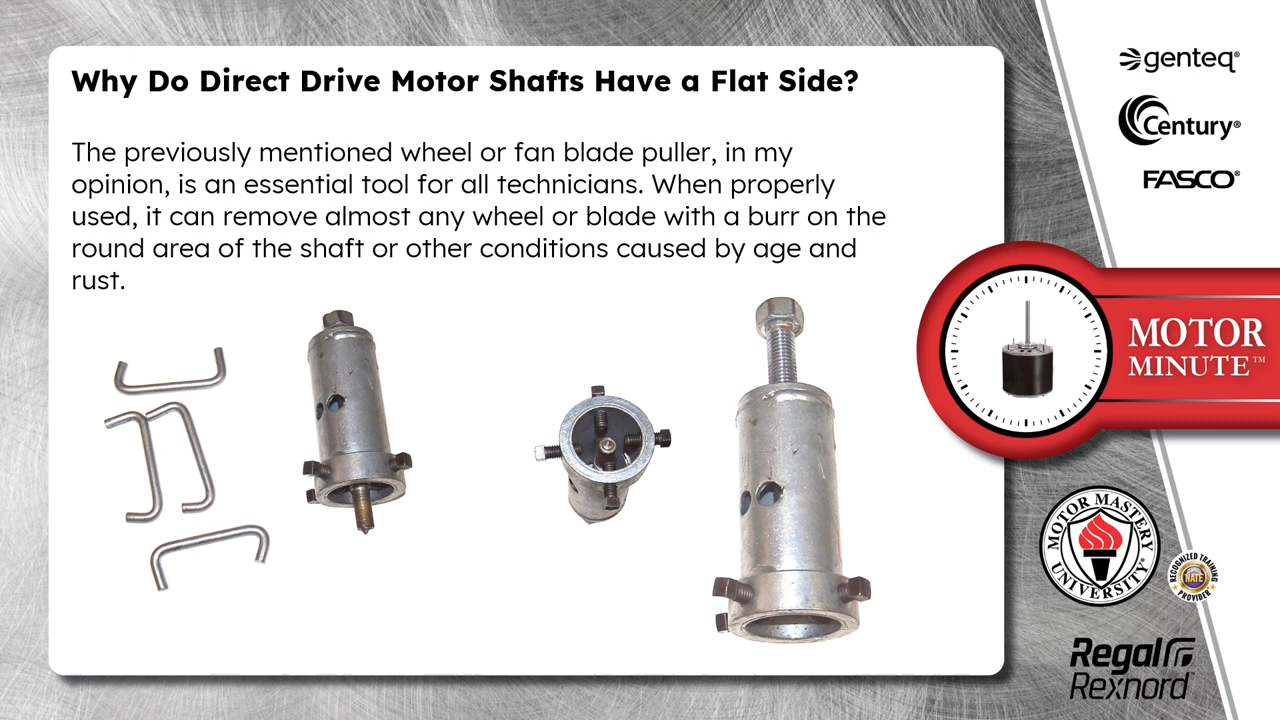 Why Do Direct Drive Motor Shafts Have a Flat Side?
The previously mentioned wheel or fan blade puller, in my
opinion, is an essential tool for all technicians. When properly
used, it can remove almost any wheel or blade with a burr on the
round area of the shaft or other conditions caused by age and
rust.
genteq®
Century®
FASCO®
MOTOR
MINUTE™
MOTOR MASTERY
UNIVERSITY®
RECOGNIZED TRAINING
NATE
PROVIDER
Regal
Rexnord